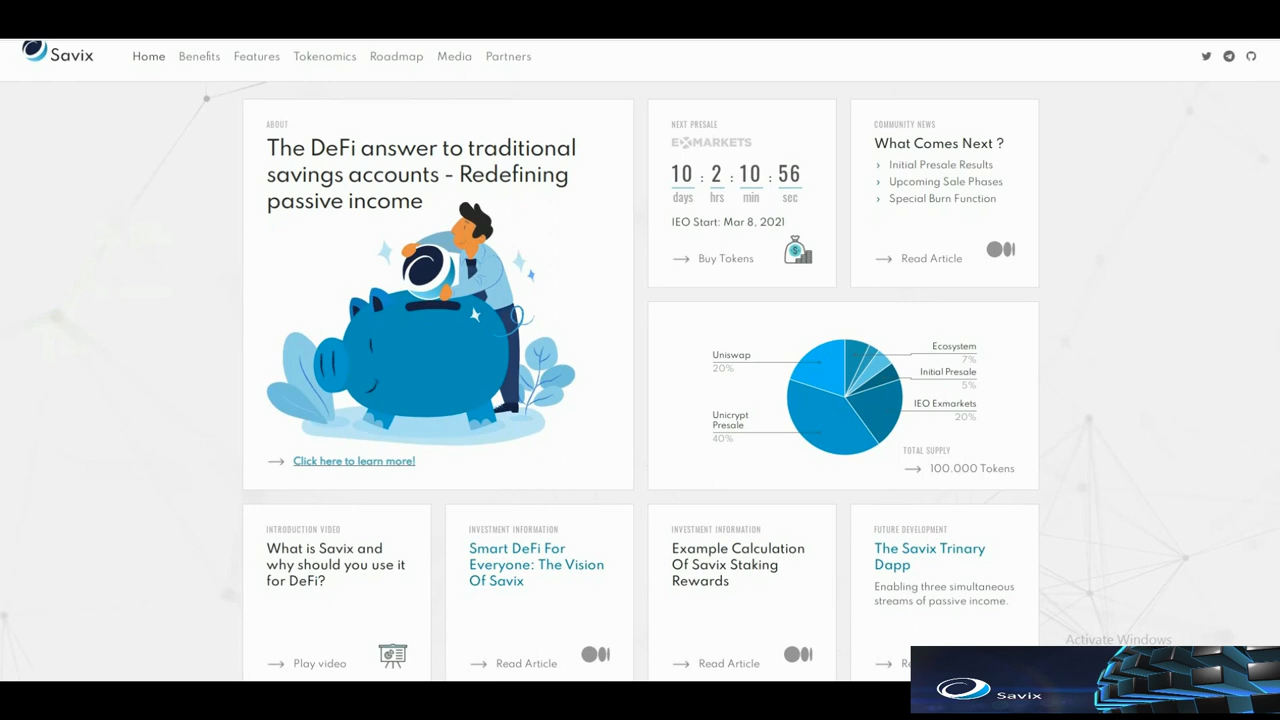 Savix
Home Benefits Features Tokenomics Roadmap Media Partners
ABOUT
The DeFi answer to traditional
savings accounts - Redefining
passive income
Click here to learn more!
NEXT PRESALE
EXMARKETS
10 : 2 : 10 : 56
days hrs min sec
IEO Start: Mar 8, 2021
Buy Tokens
COMMUNITY NEWS
What Comes Next ?
Initial Presale Results
Upcoming Sale Phases
Special Burn Function
Read Article
Uniswap
20%
Unicrypt
Presale
40%
Ecosystem
7%
Initial Presale
5%
IEO Exmarkets
20%
TOTAL SUPPLY
100.000 Tokens
INTRODUCTION VIDEO
What is Savix and
why should you use it
for DeFi?
Play video
INVESTMENT INFORMATION
Smart DeFi For
Everyone: The Vision
Of Savix
Read Article
INVESTMENT INFORMATION
Example Calculation
Of Savix Staking
Rewards
Read Article
FUTURE DEVELOPMENT
The Savix Trinary
Dapp
Enabling three simultaneous
streams of passive income.
Activate Windows
Savix